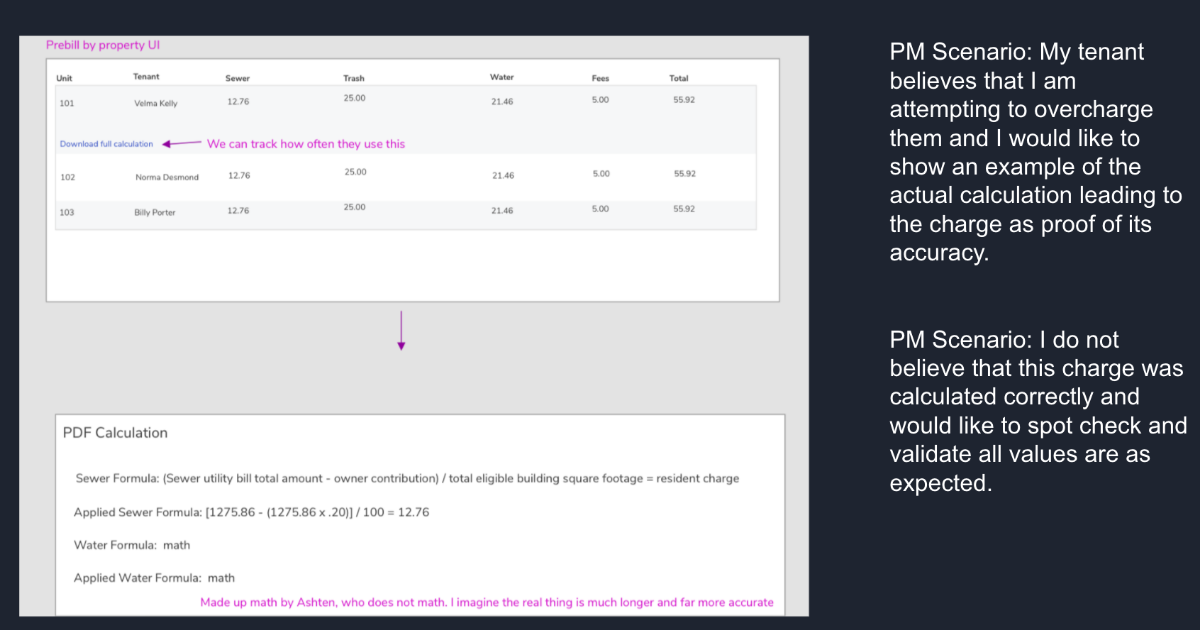 Prebill by property UI
Unit Tenant Sewer Trash Water Fees Total
101 Velma Kelly 12.76 25.00 21.46 5.00 55.92
Download full calculation We can track how often they use this
102 Norma Desmond 12.76 25.00 21.46 5.00 55.92
103 Billy Porter 12.76 25.00 21.46 5.00 55.92
PDF Calculation
Sewer Formula: (Sewer utility bill total amount - owner contribution) / total eligible building square footage = resident charge
Applied Sewer Formula: [1275.86 - (1275.86 x .20)] / 100 = 12.76
Water Formula: math
Applied Water Formula: math
Made up math by Ashten, who does not math. I imagine the real thing is much longer and far more accurate
PM Scenario: My tenant
believes that I am
attempting to overcharge
them and I would like to
show an example of the
actual calculation leading to
the charge as proof of its
accuracy.
PM Scenario: I do not
believe that this charge was
calculated correctly and
would like to spot check and
validate all values are as
expected.